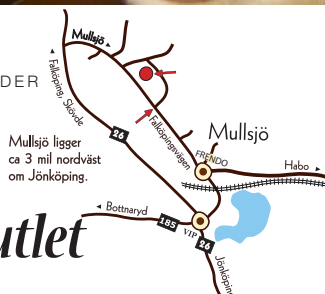 Mullsjö ▸
DER
◂ Falköping, Skövde
26
Falköpingsvägen
Mullsjö ligger
ca 3 mil nordväst
om Jönköping.
Mullsjö
FRENDO
Habo ▸
◂ Bottnaryd
185
VIP
26
utlet
Jönköping